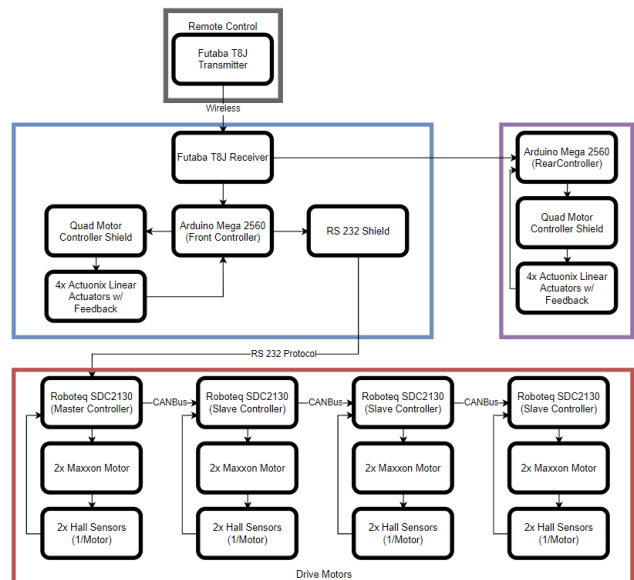 Remote Control
Futaba T8J
Transmitter
Wireless
Futaba T8J Receiver
Arduino Mega 2560
(RearController)
Quad Motor
Controller Shield
Arduino Mega 2560
(Front Controller)
RS 232 Shield
Quad Motor
Controller Shield
4x Actuonix Linear
Actuators w/
Feedback
4x Actuonix Linear
Actuators w/
Feedback
RS 232 Protocol
Roboteq SDC2130
(Master Controller)
CANBus
Roboteq SDC2130
(Slave Controller)
CANBus
Roboteq SDC2130
(Slave Controller)
CANBus
Roboteq SDC2130
(Slave Controller)
2x Maxxon Motor
2x Maxxon Motor
2x Maxxon Motor
2x Maxxon Motor
2x Hall Sensors
(1/Motor)
2x Hall Sensors
(1/Motor)
2x Hall Sensors
(1/Motor)
2x Hall Sensors
(1/Motor)
Drive Motors